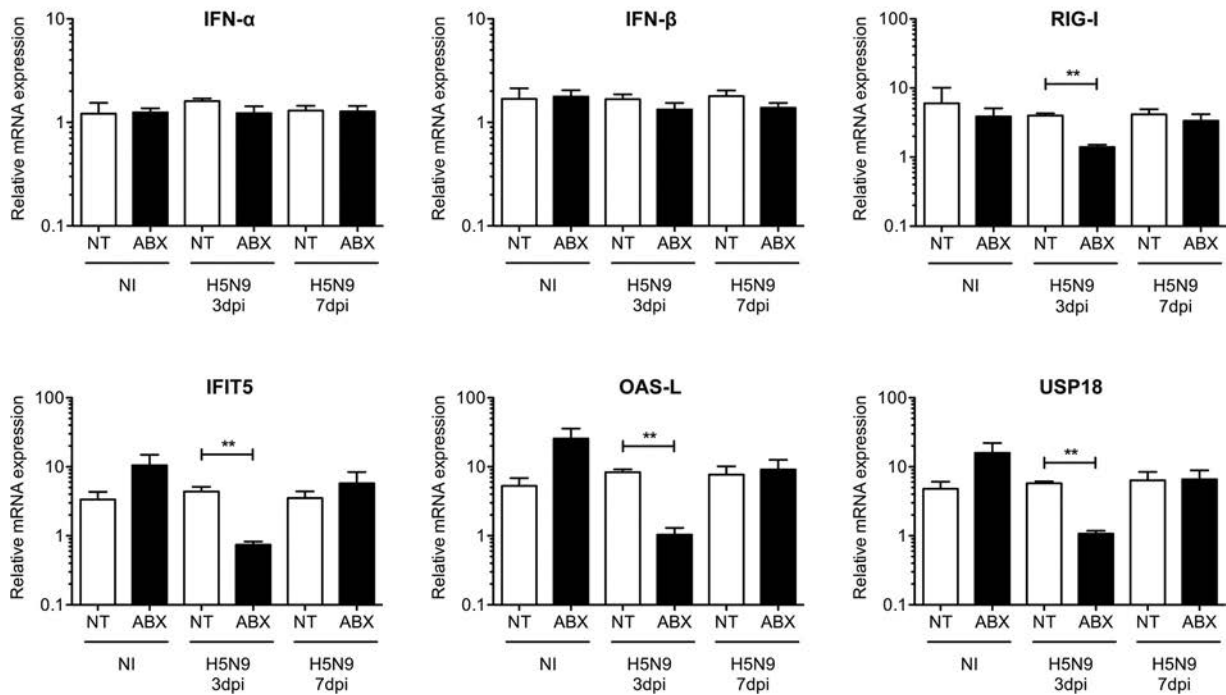 IFN-α
Relative mRNA expression
10
1
0.1
NT ABX NT ABX NT ABX
NI H5N9 3dpi H5N9 7dpi
IFN-β
Relative mRNA expression
10
1
0.1
NT ABX NT ABX NT ABX
NI H5N9 3dpi H5N9 7dpi
RIG-I
Relative mRNA expression
100
10
1
0.1
**
NT ABX NT ABX NT ABX
NI H5N9 3dpi H5N9 7dpi
IFIT5
Relative mRNA expression
100
10
1
0.1
**
NT ABX NT ABX NT ABX
NI H5N9 3dpi H5N9 7dpi
OAS-L
Relative mRNA expression
100
10
1
0.1
**
NT ABX NT ABX NT ABX
NI H5N9 3dpi H5N9 7dpi
USP18
Relative mRNA expression
100
10
1
0.1
**
NT ABX NT ABX NT ABX
NI H5N9 3dpi H5N9 7dpi